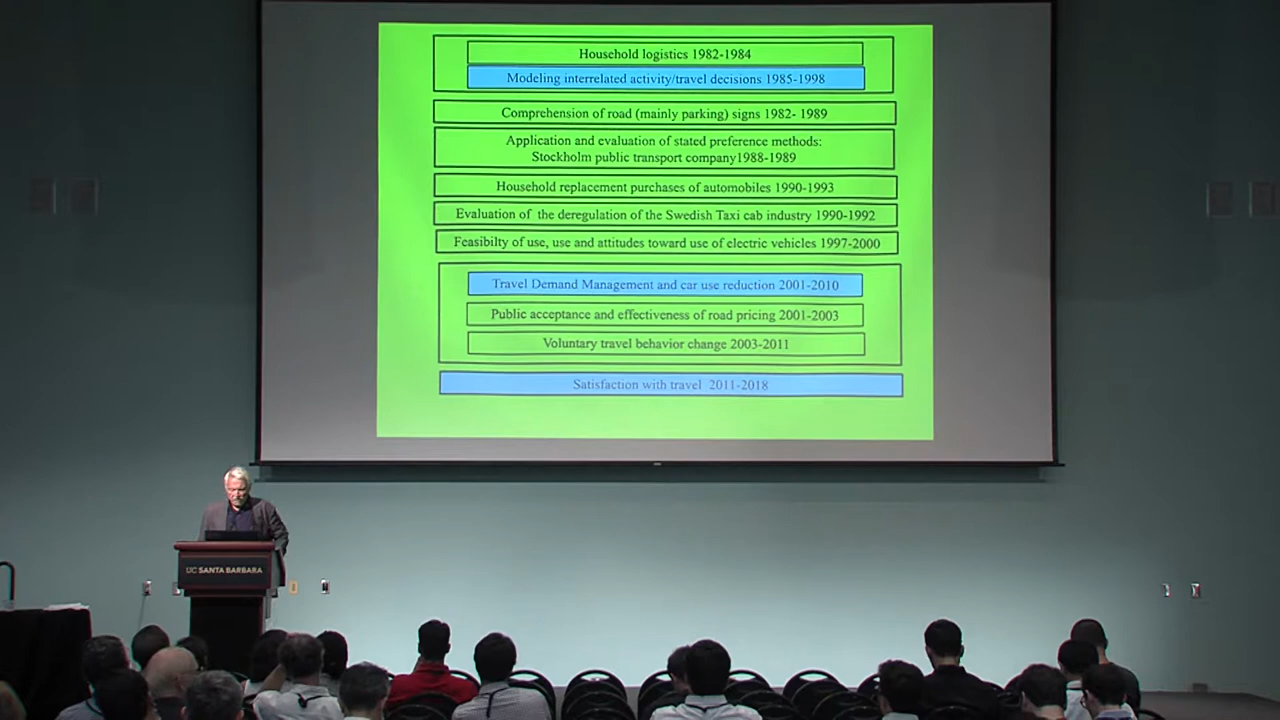 Household logistics 1982-1984
Modeling interrelated activity/travel decisions 1985-1998
Comprehension of road (mainly parking) signs 1982- 1989
Application and evaluation of stated preference methods:
Stockholm public transport company1988-1989
Household replacement purchases of automobiles 1990-1993
Evaluation of the deregulation of the Swedish Taxi cab industry 1990-1992
Feasibilty of use, use and attitudes toward use of electric vehicles 1997-2000
Travel Demand Management and car use reduction 2001-2010
Public acceptance and effectiveness of road pricing 2001-2003
Voluntary travel behavior change 2003-2011
Satisfaction with travel 2011-2018
UC SANTA BARBARA